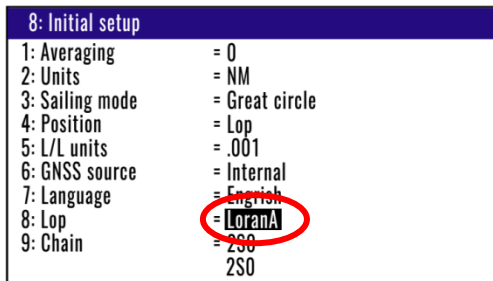 8: Initial setup
1: Averaging = 0
2: Units = NM
3: Sailing mode = Great circle
4: Position = Lop
5: L/L units = .001
6: GNSS source = Internal
7: Language = Engrish
8: Lop = LoranA
9: Chain = 2S0
2S0